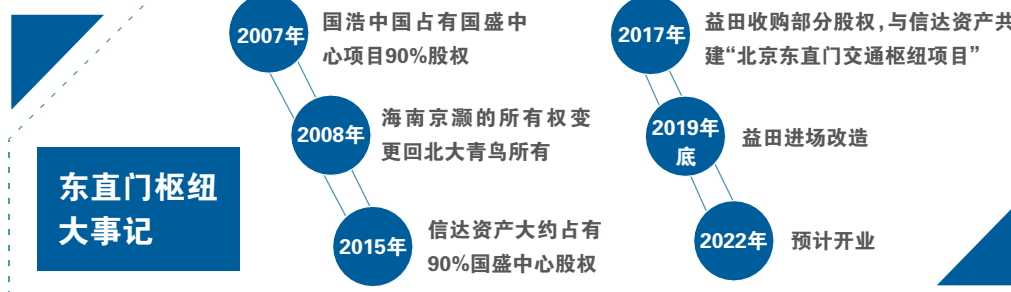 东直门枢纽
大事记
2007年
国浩中国占有国盛中
心项目90%股权
2008年
海南京灏的所有权变
更回北大青鸟所有
2015年
信达资产大约占有
90%国盛中心股权
2017年
益田收购部分股权,与信达资产共
建“北京东直门交通枢纽项目”
2019年
底
益田进场改造
2022年
预计开业